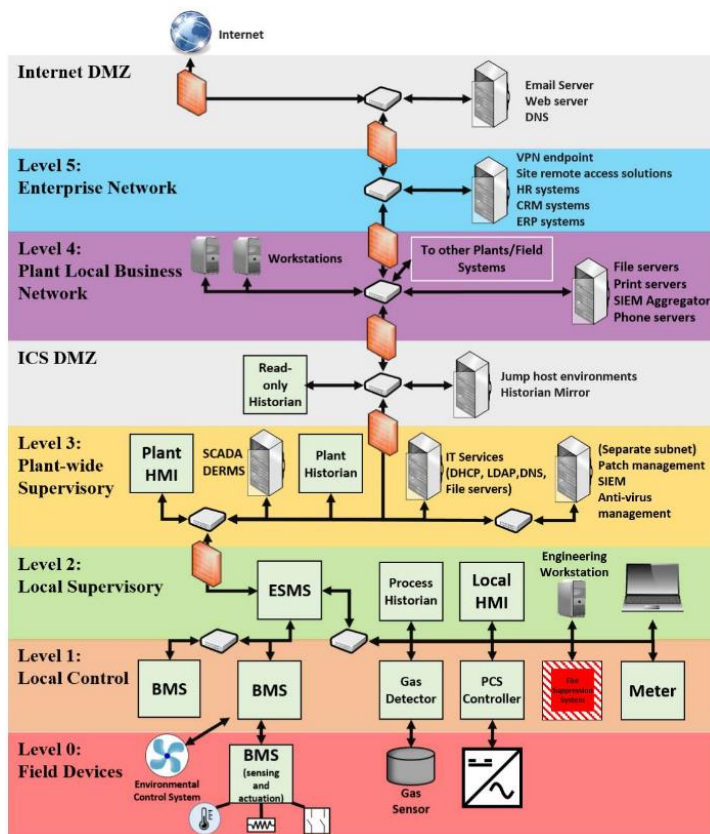 Internet
Internet DMZ
Email Server
Web server
DNS
Level 5:
Enterprise Network
VPN endpoint
Site remote access solutions
HR systems
CRM systems
ERP systems
Level 4:
Plant Local Business
Network
Workstations
To other Plants/Field
Systems
File servers
Print servers
SIEM Aggregator
Phone servers
ICS DMZ
Read-
only
Historian
Jump host environments
Historian Mirror
Level 3:
Plant-wide
Supervisory
Plant
HMI
SCADA
DERMS
Plant
Historian
IT Services
(DHCP, LDAP,DNS,
File servers)
(Separate subnet)
Patch management
SIEM
Anti-virus
management
Level 2:
Local Supervisory
ESMS
Process
Historian
Local
HMI
Engineering
Workstation
Level 1:
Local Control
BMS
BMS
Gas
Detector
PCS
Controller
Fire
Suppression
System
Meter
Level 0:
Field Devices
Environmental
Control System
BMS
(sensing
and
actuation)
Gas
Sensor